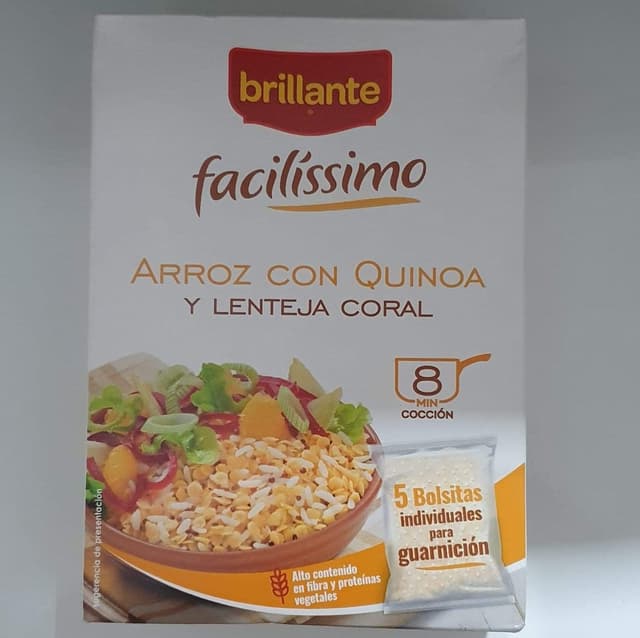 brillante
facilíssimo
ARROZ CON QUINOA
Y LENTEJA CORAL
8
MIN
COCCIÓN
5 Bolsitas
individuales
para
guarnición
Alto contenido
en fibra y proteínas
vegetales
sugerencia de presentación